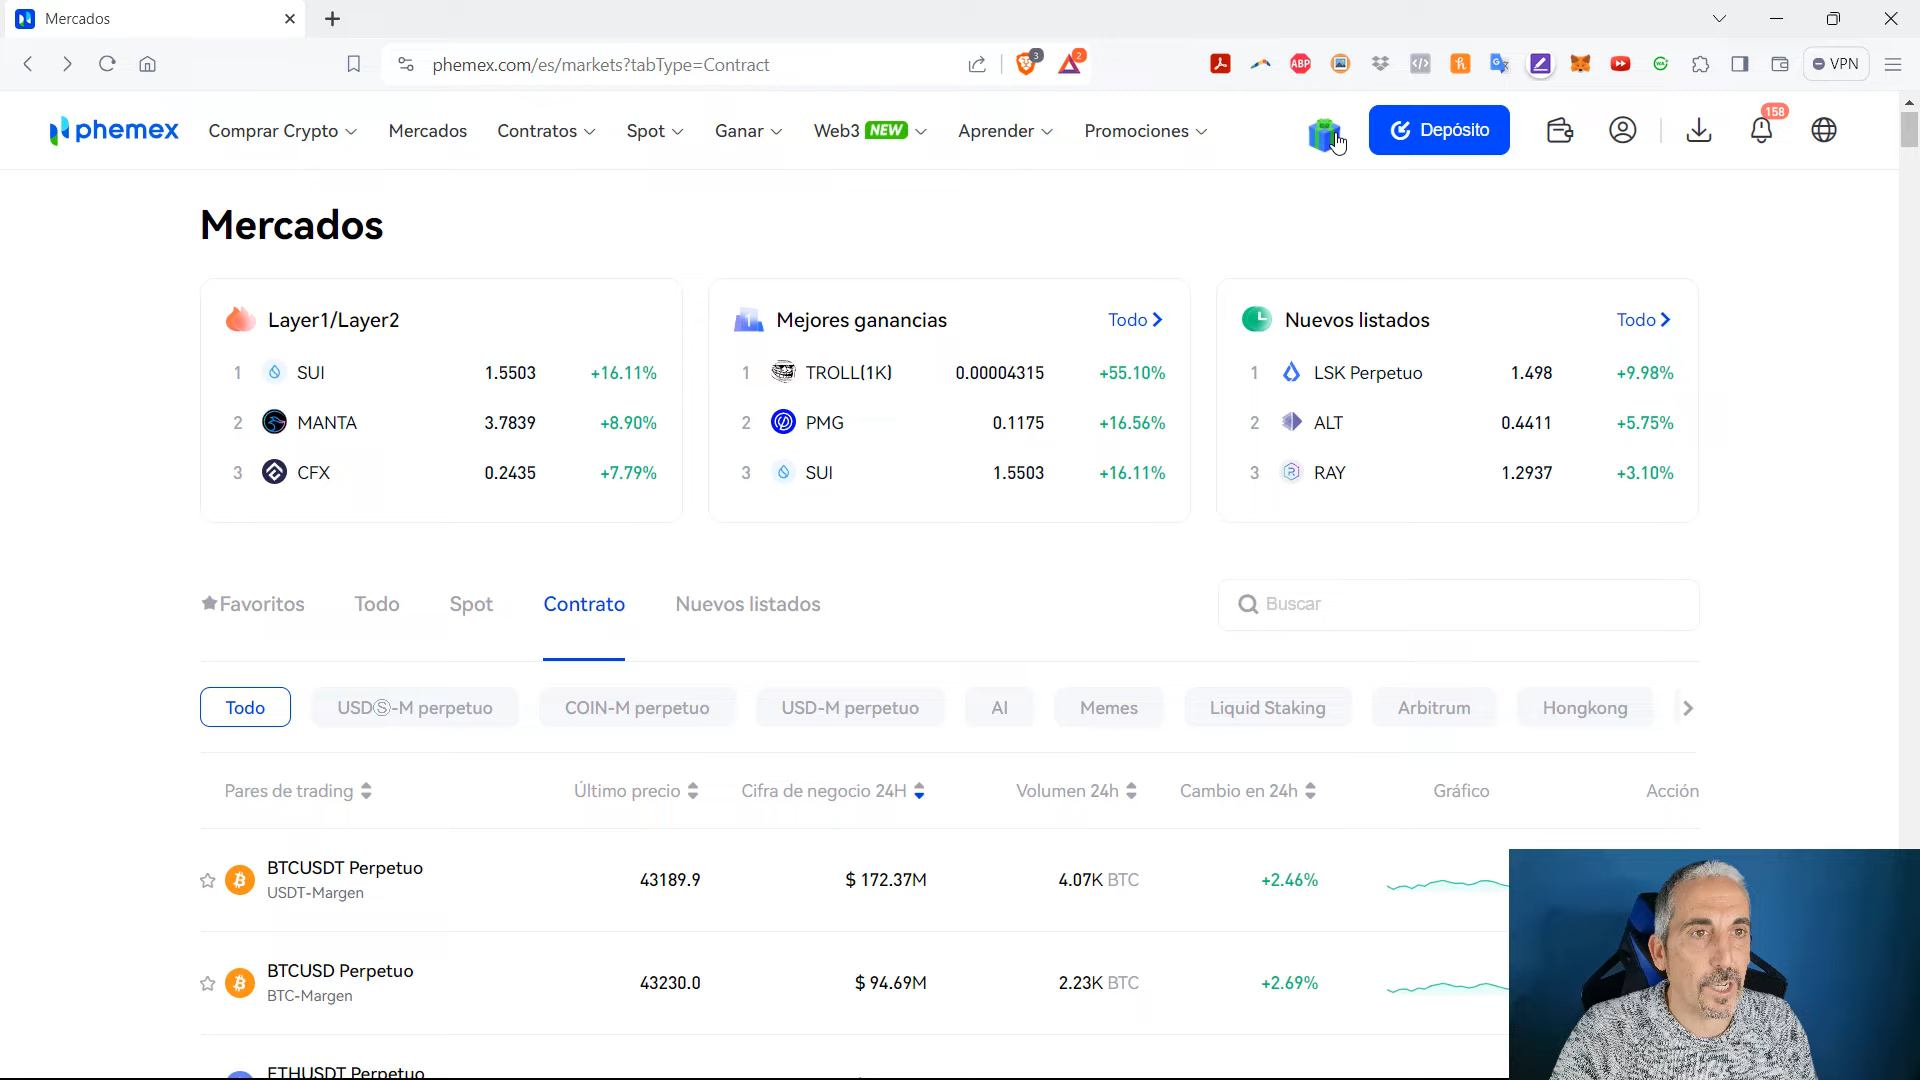 Mercados
phemex.com/es/markets?tabType=Contract
3
2
ABP
VPN
phemex
Comprar Crypto
Mercados
Contratos
Spot
Ganar
Web3 NEW
Aprender
Promociones
Depósito
158
Mercados
Layer1/Layer2
1 SUI 1.5503 +16.11%
2 MANTA 3.7839 +8.90%
3 CFX 0.2435 +7.79%
Mejores ganancias Todo
1 TROLL(1K) 0.00004315 +55.10%
2 PMG 0.1175 +16.56%
3 SUI 1.5503 +16.11%
Nuevos listados Todo
1 LSK Perpetuo 1.498 +9.98%
2 ALT 0.4411 +5.75%
3 RAY 1.2937 +3.10%
Favoritos Todo Spot Contrato Nuevos listados
Buscar
Todo USDⓈ-M perpetuo COIN-M perpetuo USD-M perpetuo AI Memes Liquid Staking Arbitrum Hongkong
Pares de trading Último precio Cifra de negocio 24H Volumen 24h Cambio en 24h Gráfico Acción
BTCUSDT Perpetuo 43189.9 $ 172.37M 4.07K BTC +2.46%
USDT-Margen
BTCUSD Perpetuo 43230.0 $ 94.69M 2.23K BTC +2.69%
BTC-Margen
ETHUSDT Perpetuo